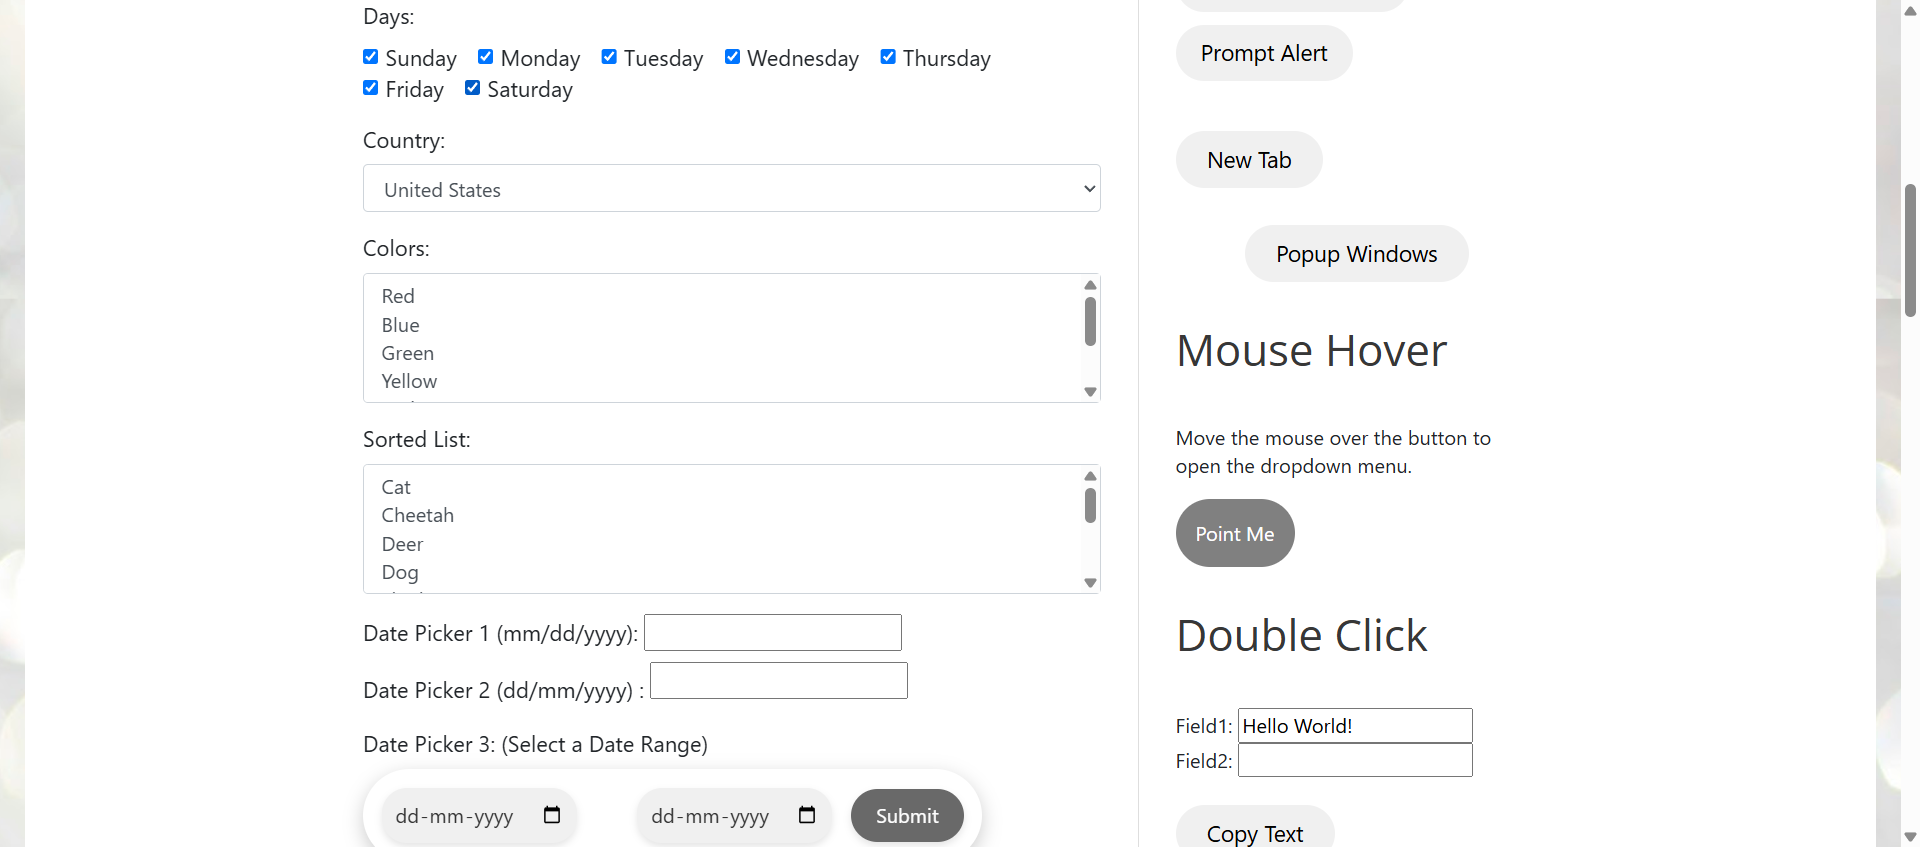 Days:
Sunday Monday Tuesday Wednesday Thursday
Friday Saturday
Country:
United States
Colors:
Red
Blue
Green
Yellow
Sorted List:
Cat
Cheetah
Deer
Dog
Date Picker 1 (mm/dd/yyyy):
Date Picker 2 (dd/mm/yyyy) :
Date Picker 3: (Select a Date Range)
dd-mm-yyyy dd-mm-yyyy Submit
Prompt Alert
New Tab
Popup Windows
Mouse Hover
Move the mouse over the button to
open the dropdown menu.
Point Me
Double Click
Field1: Hello World!
Field2:
Copy Text